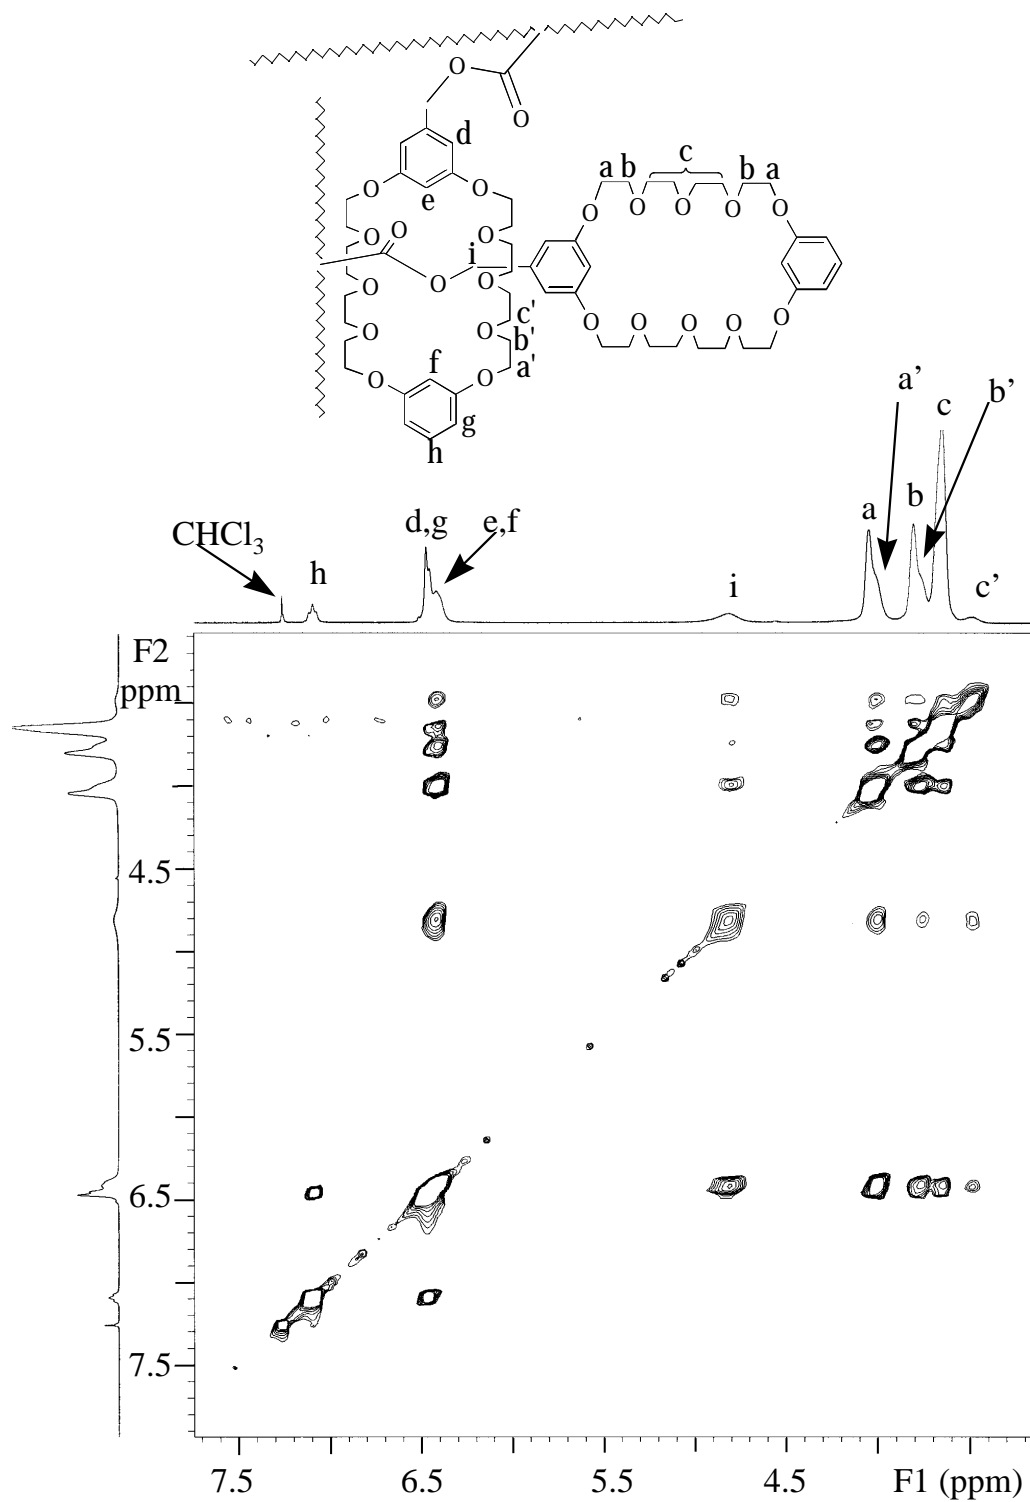 O
O
d
a b c b a
O O e O O O O O
O O O O
i
O O
O O
c'
O O b'
a'
O f O O O O O O
g
h
a’ c b’
CHCl3 h d,g e,f i a b c’
F2
ppm
4.5
5.5
6.5
7.5
7.5 6.5 5.5 4.5 F1 (ppm)